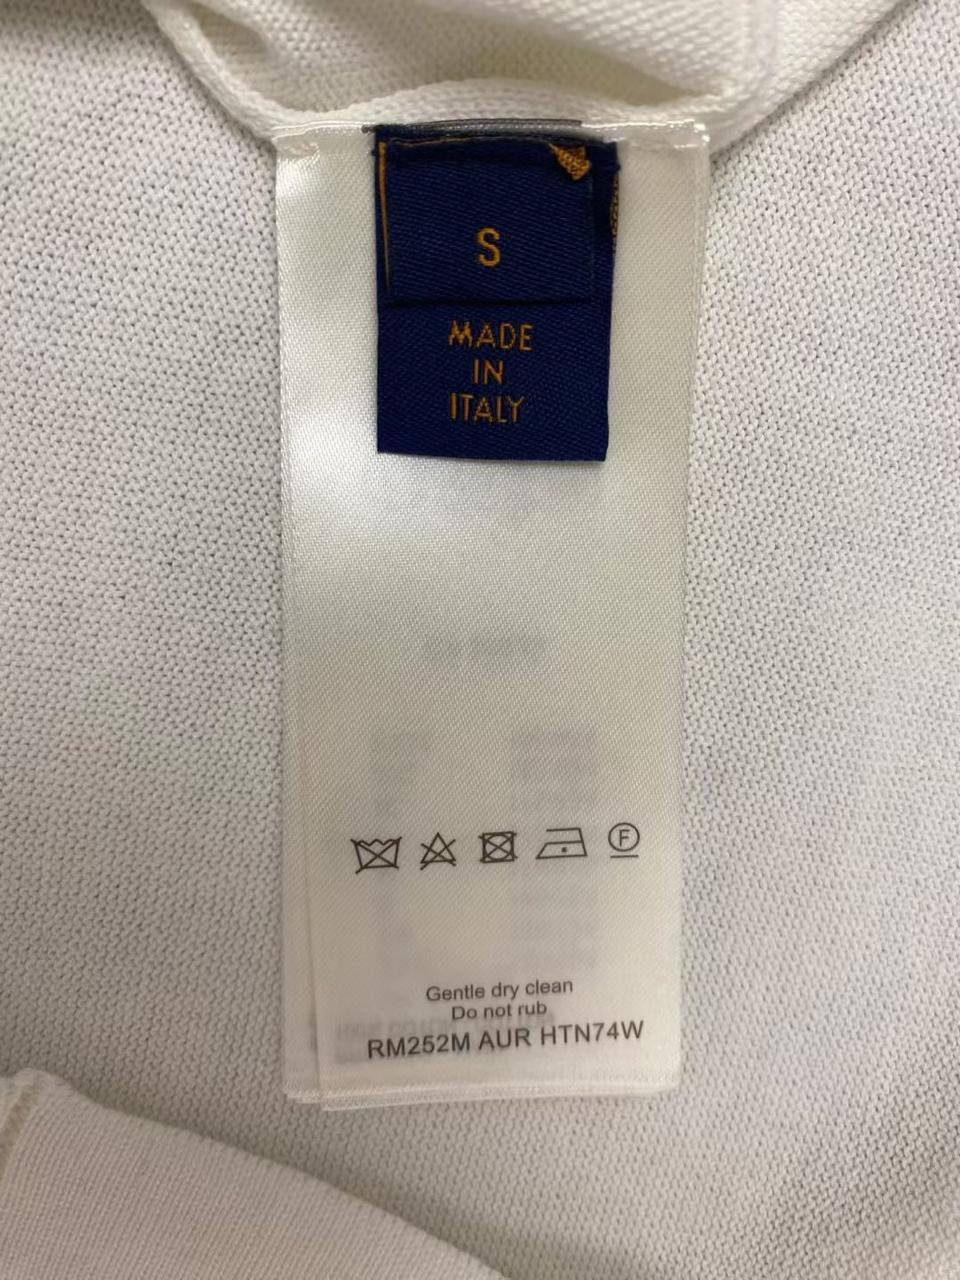 S
MADE
IN
ITALY
F
Gentle dry clean
Do not rub
RM252M AUR HTN74W